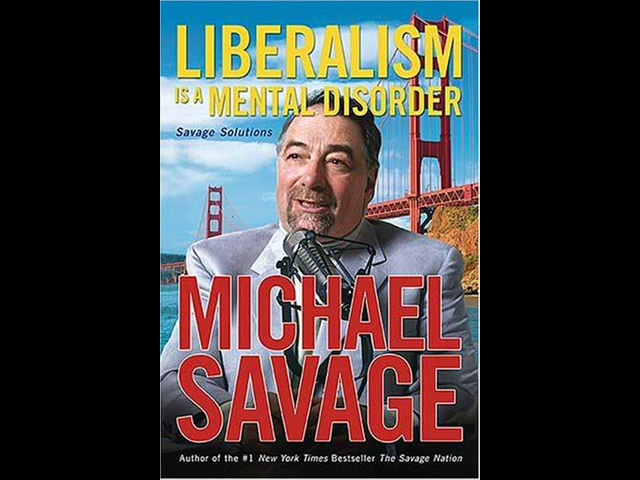 LIBERALISM
IS A MENTAL DISORDER
Savage Solutions
MICHAEL
SAVAGE
Author of the #1 New York Times Bestseller The Savage Nation